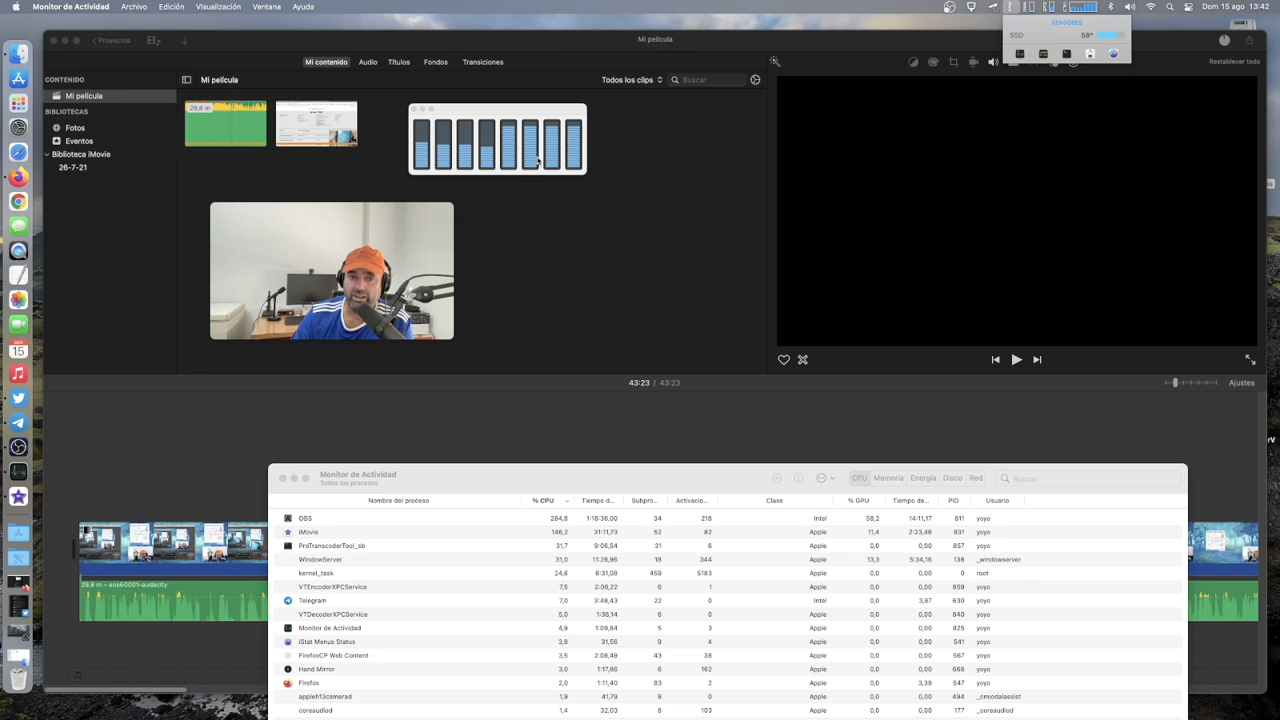 Monitor de Actividad Archivo Edición Visualización Ventana Ayuda
Dom 15 ago 13:42
SENSORES
SSD 58°
Proyectos
Mi película
Mi contenido Audio Títulos Fondos Transiciones
Restablecer todo
CONTENIDO
Mi película
Todos los clips
Buscar
Mi película
BIBLIOTECAS
Fotos
Eventos
Biblioteca iMovie
26-7-21
29,8 m
43:23 / 43:23
Ajustes
Monitor de Actividad
Todos los procesos
CPU Memoria Energía Disco Red
Buscar
Nombre del proceso % CPU Tiempo d... Subpro... Activacio... Clase % GPU Tiempo de... PID Usuario
OBS 284,8 1:18:36,00 34 218 Intel 58,2 14:11,17 811 yoyo
iMovie 146,2 31:11,73 52 82 Apple 11,4 2:23,46 831 yoyo
ProTranscoderTool_sb 31,7 9:06,54 31 6 Apple 0,0 0,00 857 yoyo
WindowServer 31,0 11:26,96 18 344 Apple 13,3 5:34,16 138 _windowserver
kernel_task 24,6 8:31,08 459 5183 Apple 0,0 0,00 0 root
VTEncoderXPCService 7,5 2:06,22 6 1 Apple 0,0 0,00 859 yoyo
Telegram 7,0 3:48,43 22 0 Intel 0,0 3,87 630 yoyo
VTDecoderXPCService 5,0 1:36,14 6 0 Apple 0,0 0,00 840 yoyo
Monitor de Actividad 4,9 1:09,84 5 3 Apple 0,0 0,00 825 yoyo
iStat Menus Status 3,8 31,56 9 4 Apple 0,0 0,00 541 yoyo
FirefoxCP Web Content 3,5 2:08,49 43 38 Apple 0,0 0,00 567 yoyo
Hand Mirror 3,0 1:17,86 6 162 Apple 0,0 0,00 668 yoyo
Firefox 2,0 1:11,40 83 2 Apple 0,0 3,39 547 yoyo
appleh13camerad 1,9 41,79 8 0 Apple 0,0 0,00 494 _cmiodalassist
coreaudiod 1,4 32,03 8 103 Apple 0,0 0,00 177 _coreaudiod
29,8 m – eos60001-audacity
15